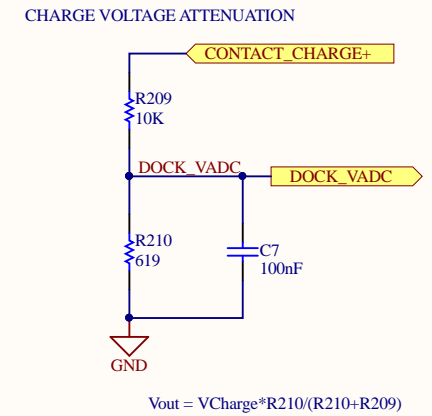 CHARGE VOLTAGE ATTENUATION
CONTACT_CHARGE+
R209
10K
DOCK_VADC
DOCK_VADC
R210
619
C7
100nF
GND
Vout = VCharge*R210/(R210+R209)